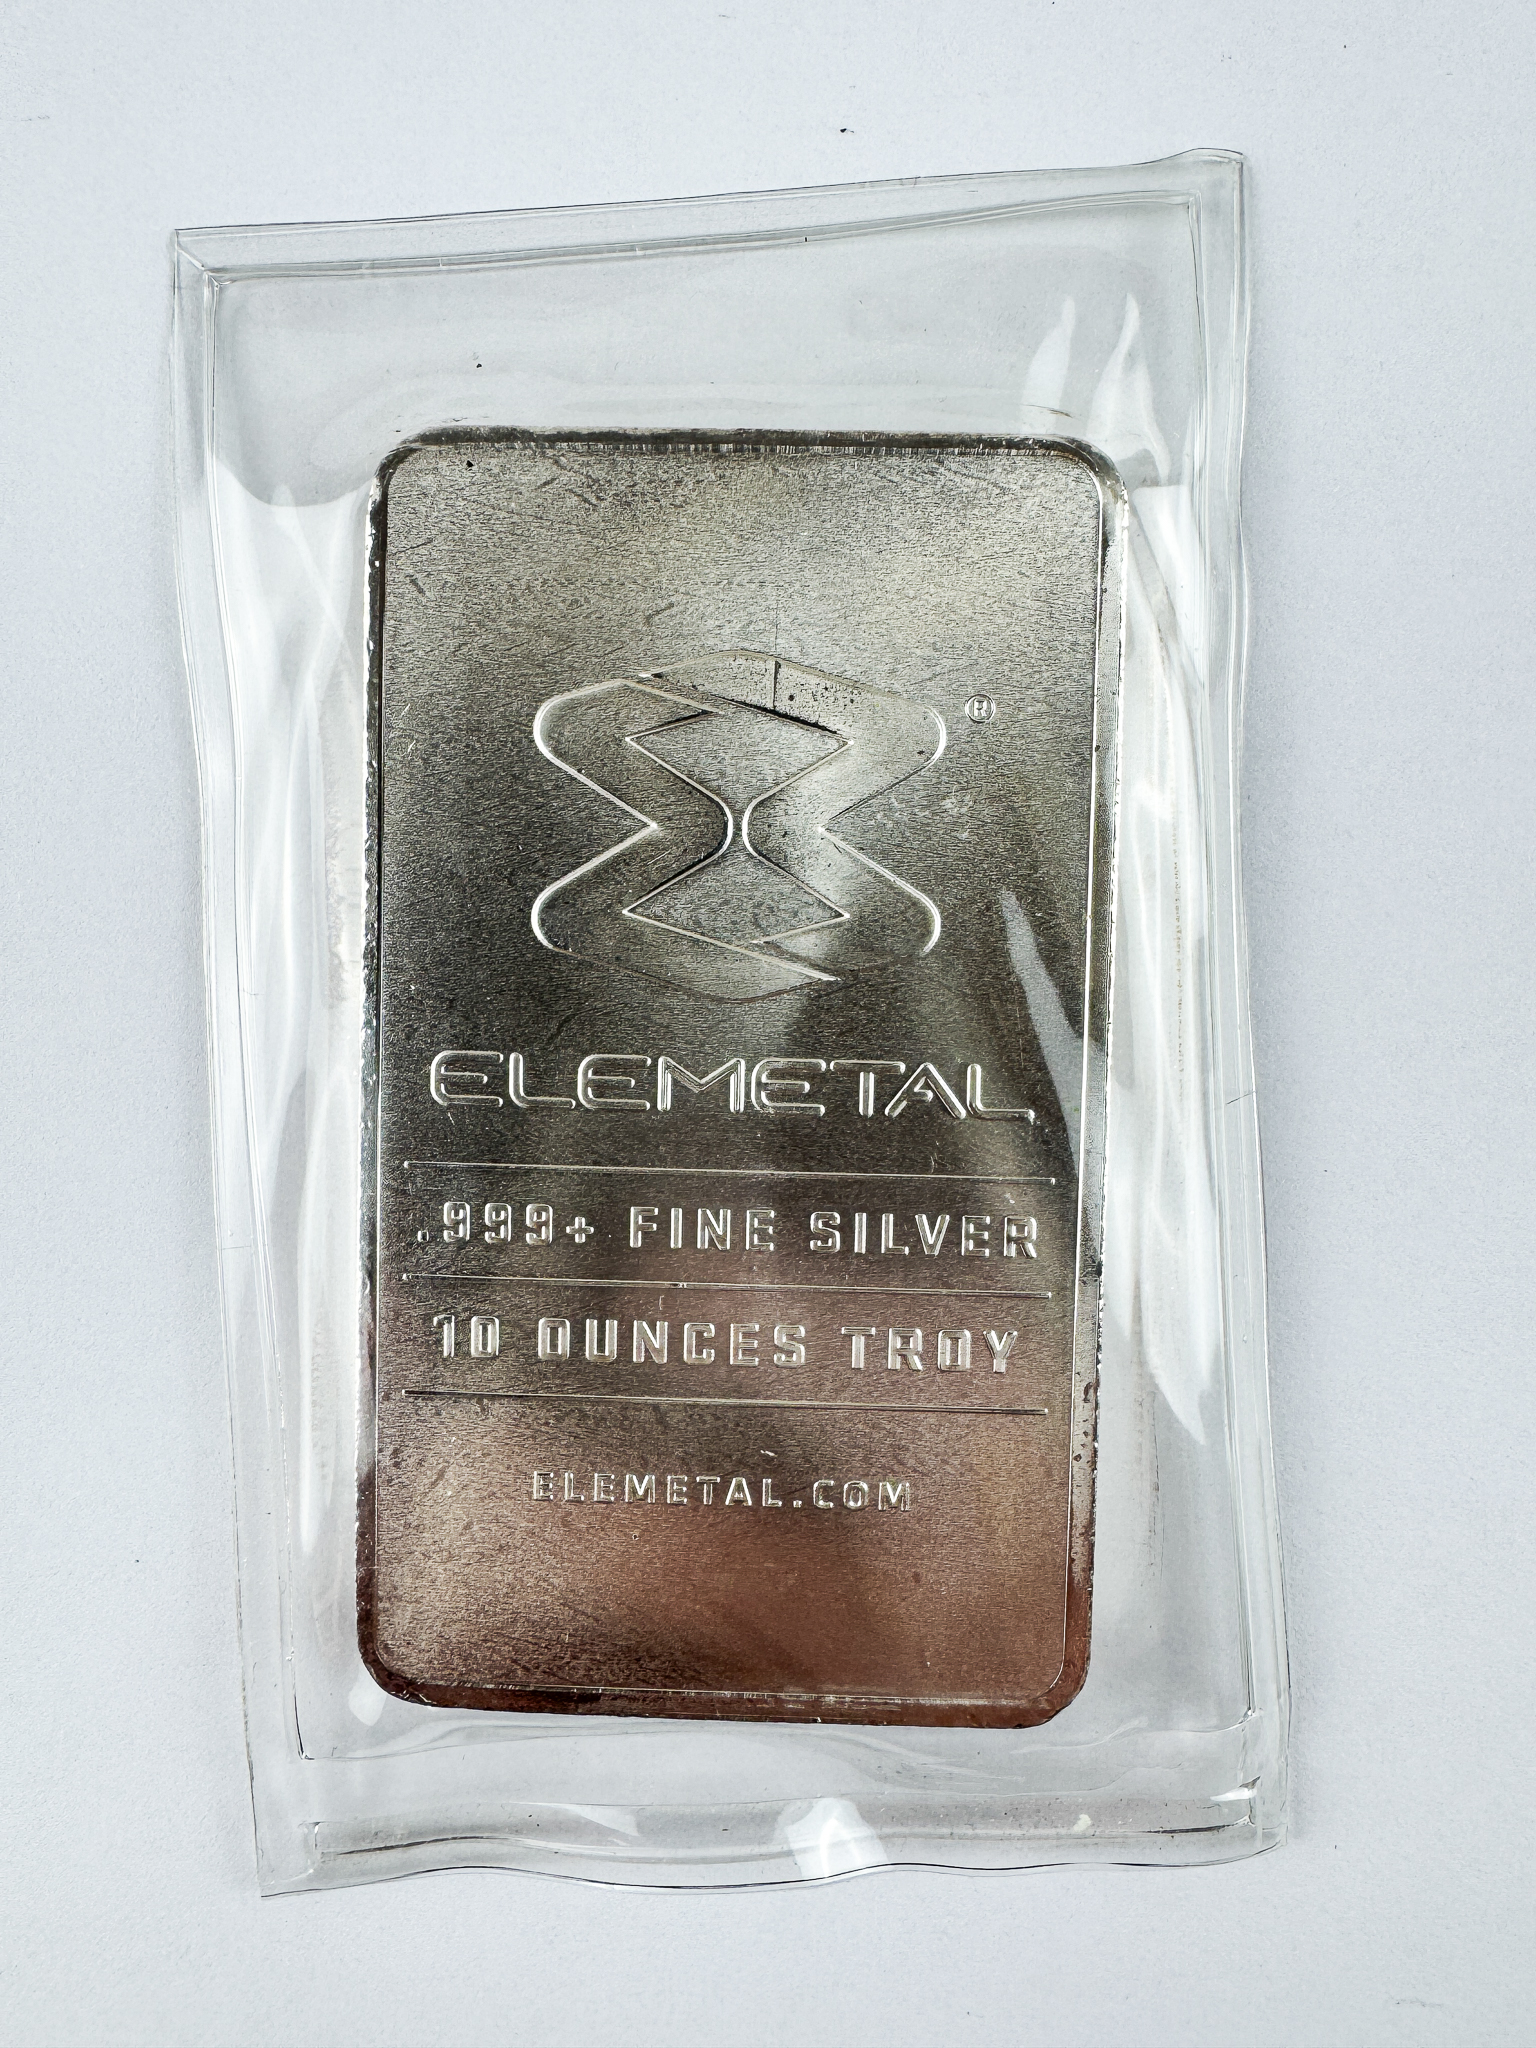 ®
ELEMETAL
.999+ FINE SILVER
10 OUNCES TROY
ELEMETAL.COM